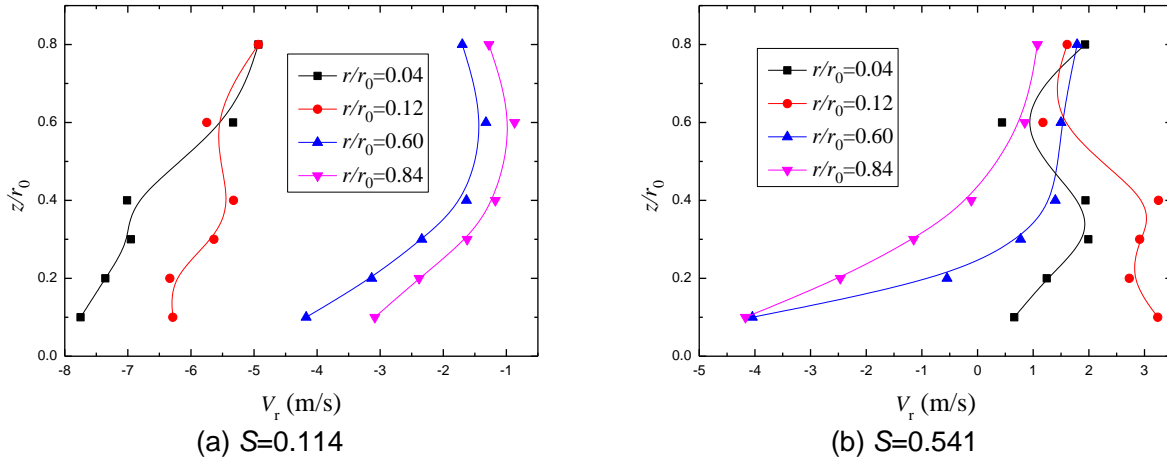 0.8
0.6
0.4
0.2
0.0
z/r₀
r/r₀=0.04
r/r₀=0.12
r/r₀=0.60
r/r₀=0.84
-8 -7 -6 -5 -4 -3 -2 -1
Vᵣ (m/s)
(a) S=0.114
0.8
0.6
0.4
0.2
0.0
z/r₀
r/r₀=0.04
r/r₀=0.12
r/r₀=0.60
r/r₀=0.84
-5 -4 -3 -2 -1 0 1 2 3
Vᵣ (m/s)
(b) S=0.541